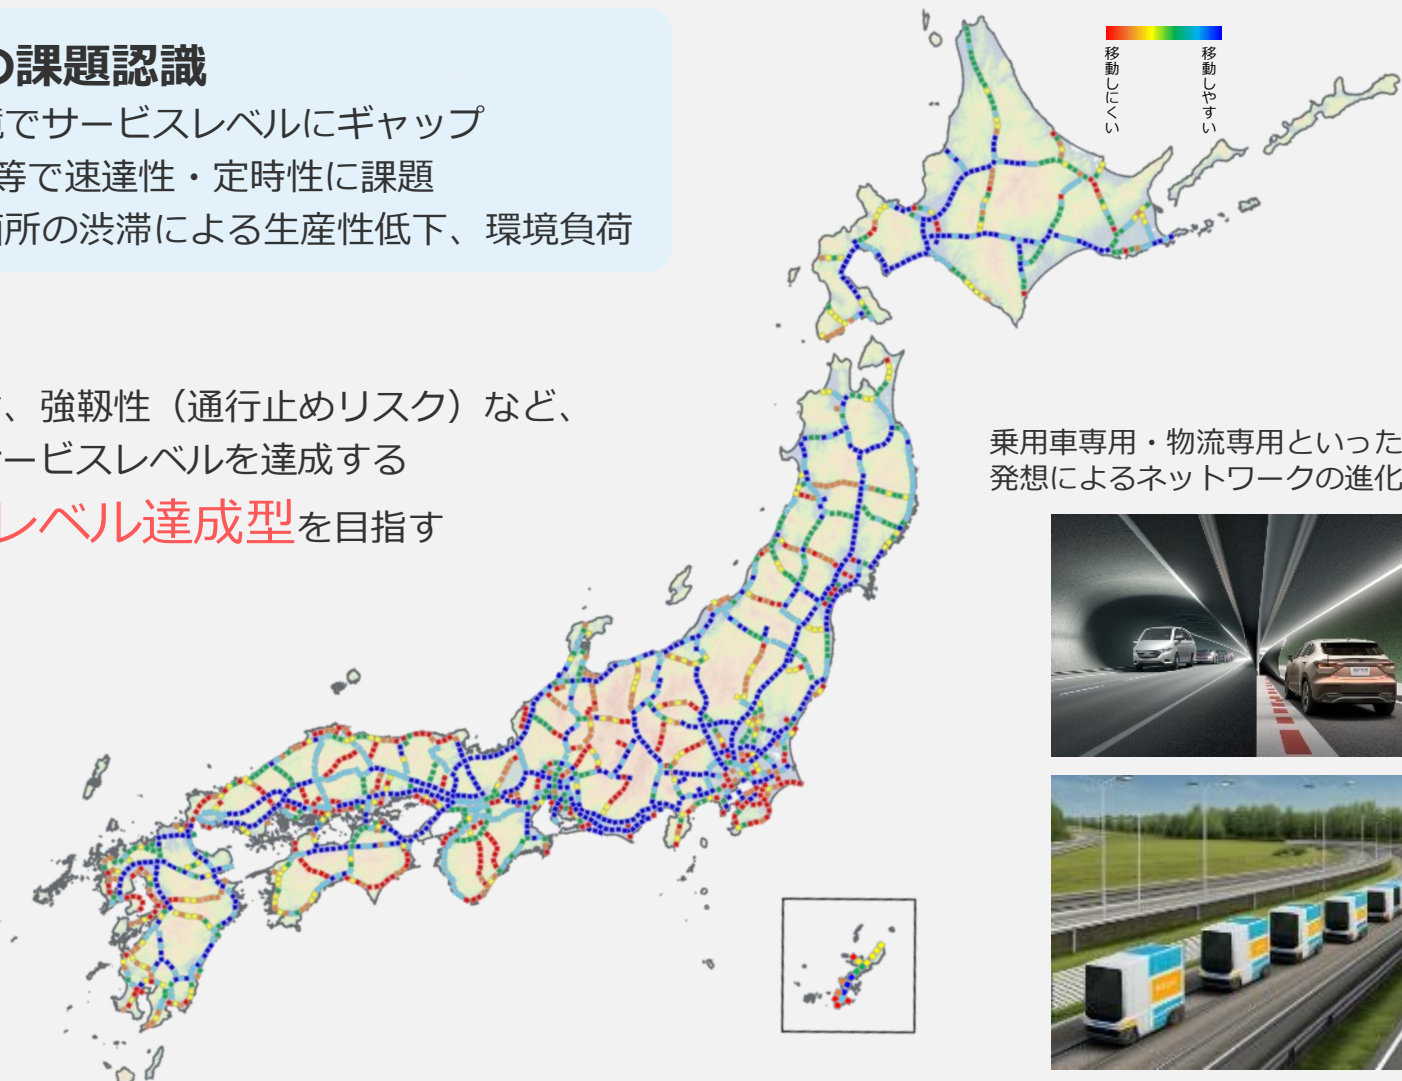 の課題認識
境でサービスレベルにギャップ
等で速達性・定時性に課題
箇所の渋滞による生産性低下、環境負荷
、強靱性（通行止めリスク）など、
サービスレベルを達成する
レベル達成型を目指す
移動しにくい
移動しやすい
乗用車専用・物流専用といった
発想によるネットワークの進化